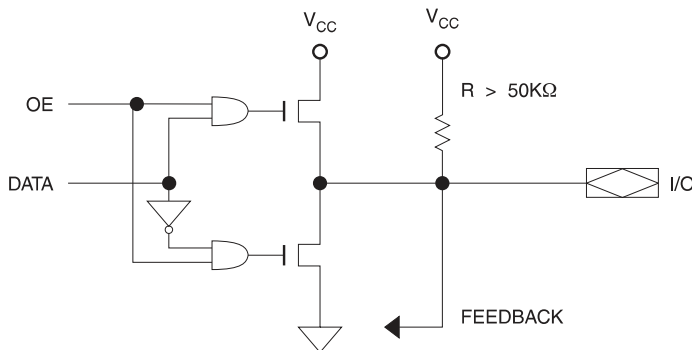 VCC
VCC
R > 50KΩ
OE
DATA
I/O
FEEDBACK